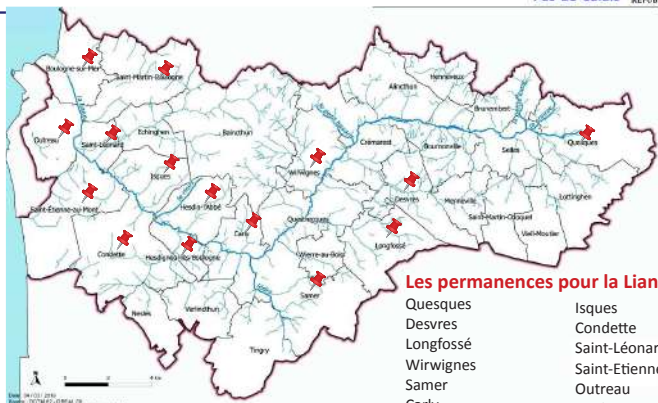 Boulogne-sur-Mer
Saint-Martin-Boulogne
Outreau
Saint-Léonard
Echinghen
Baincthun
Isques
Saint-Étienne-au-Mont
Hesdin-l'Abbé
Condette
Hesdigneul-lès-Boulogne
Carly
Nesles
Verlincthun
Tingry
Samer
Wierre-au-Bois
Questrecques
Wirwignes
Crémarest
Alincthun
Henneveux
Brunembert
Bournonville
Selles
Quesques
Lottinghen
Desvres
Menneville
Saint-Martin-Choquel
Vieil-Moutier
Longfossé
Les permanences pour la Lian
Quesques
Desvres
Longfossé
Wirwignes
Samer
Carly
Isques
Condette
Saint-Léonar
Saint-Etienne
Outreau